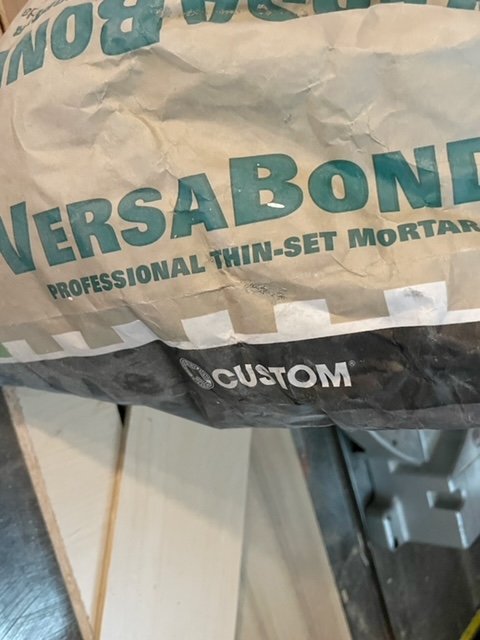 VERSABOND
PROFESSIONAL THIN-SET MORTAR
CUSTOM